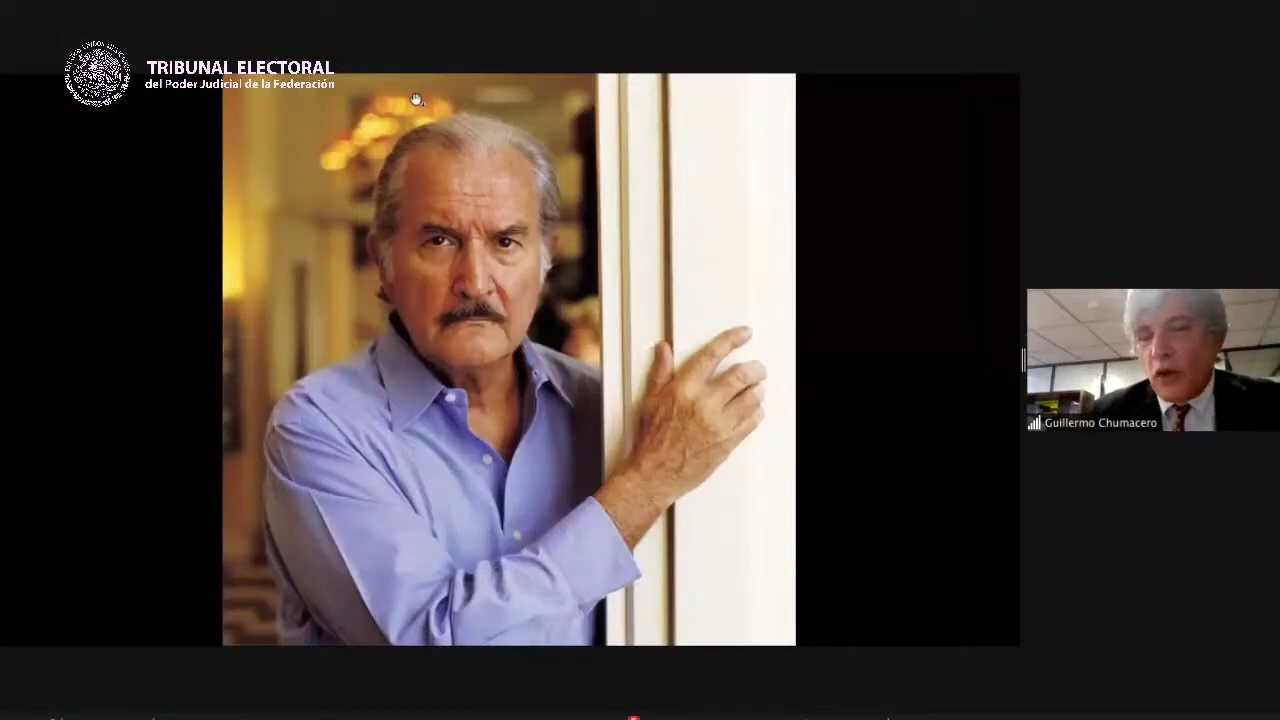 TRIBUNAL ELECTORAL
del Poder Judicial de la Federación
Guillermo Chumacero